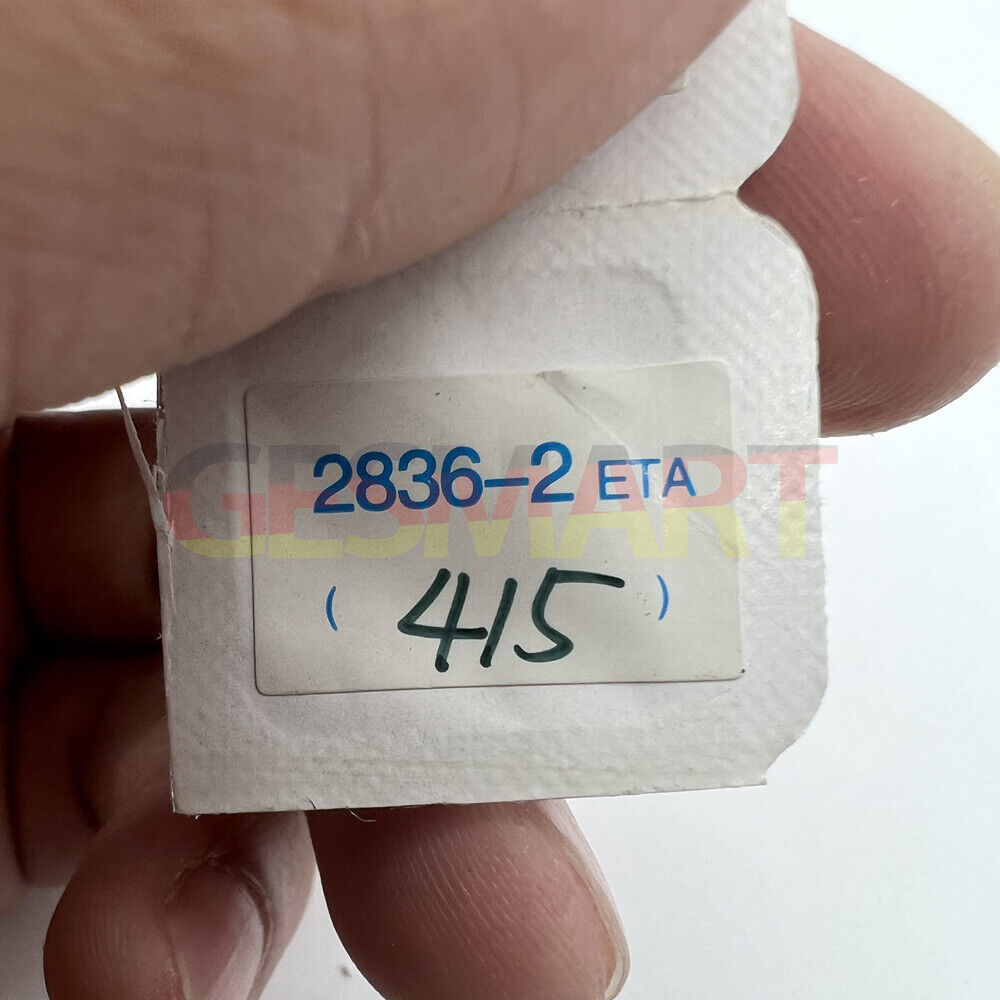 GESMART
2836-2 ETA
( 415 )